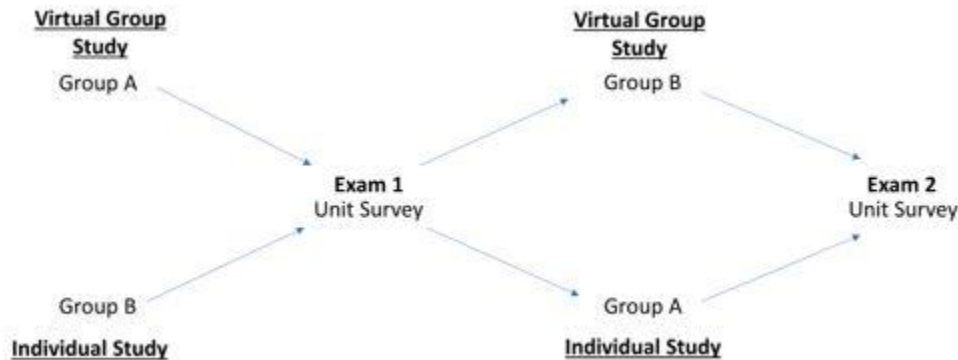 Virtual Group
Study
Group A
Virtual Group
Study
Group B
Exam 1
Unit Survey
Exam 2
Unit Survey
Group B
Individual Study
Group A
Individual Study